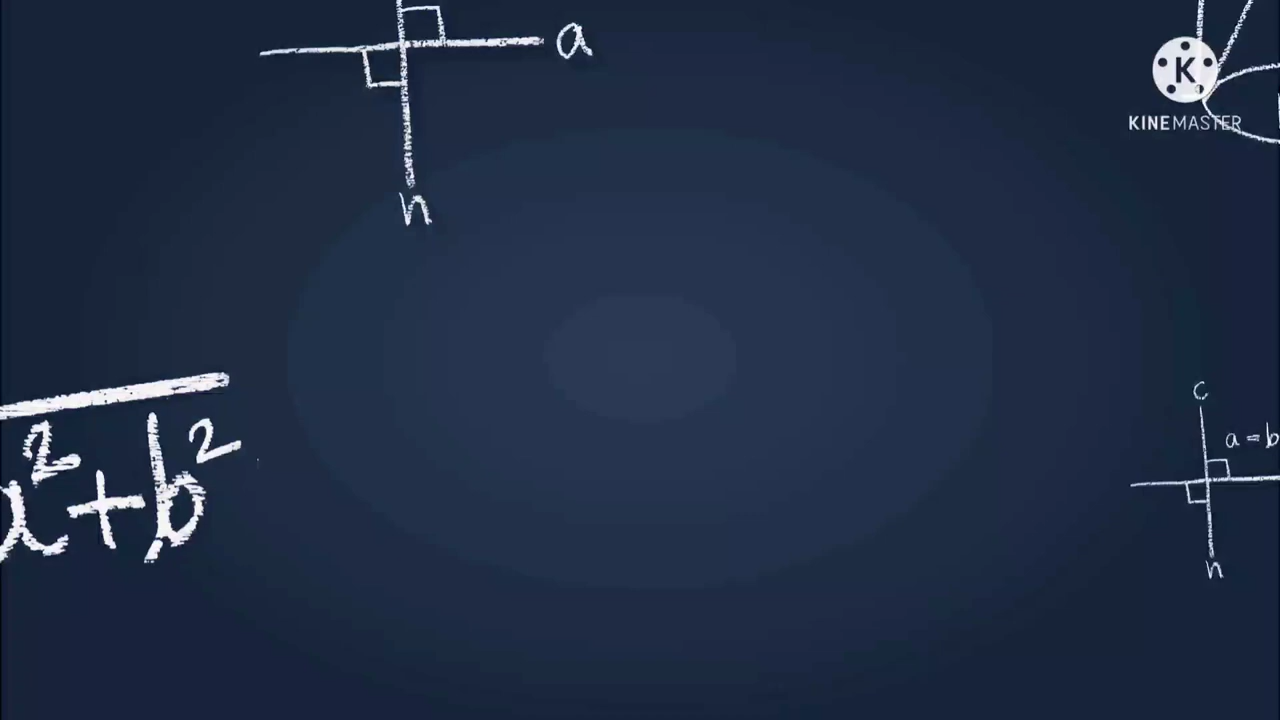 a
K
KINEMASTER
n
c
a = b
a²+b²
n